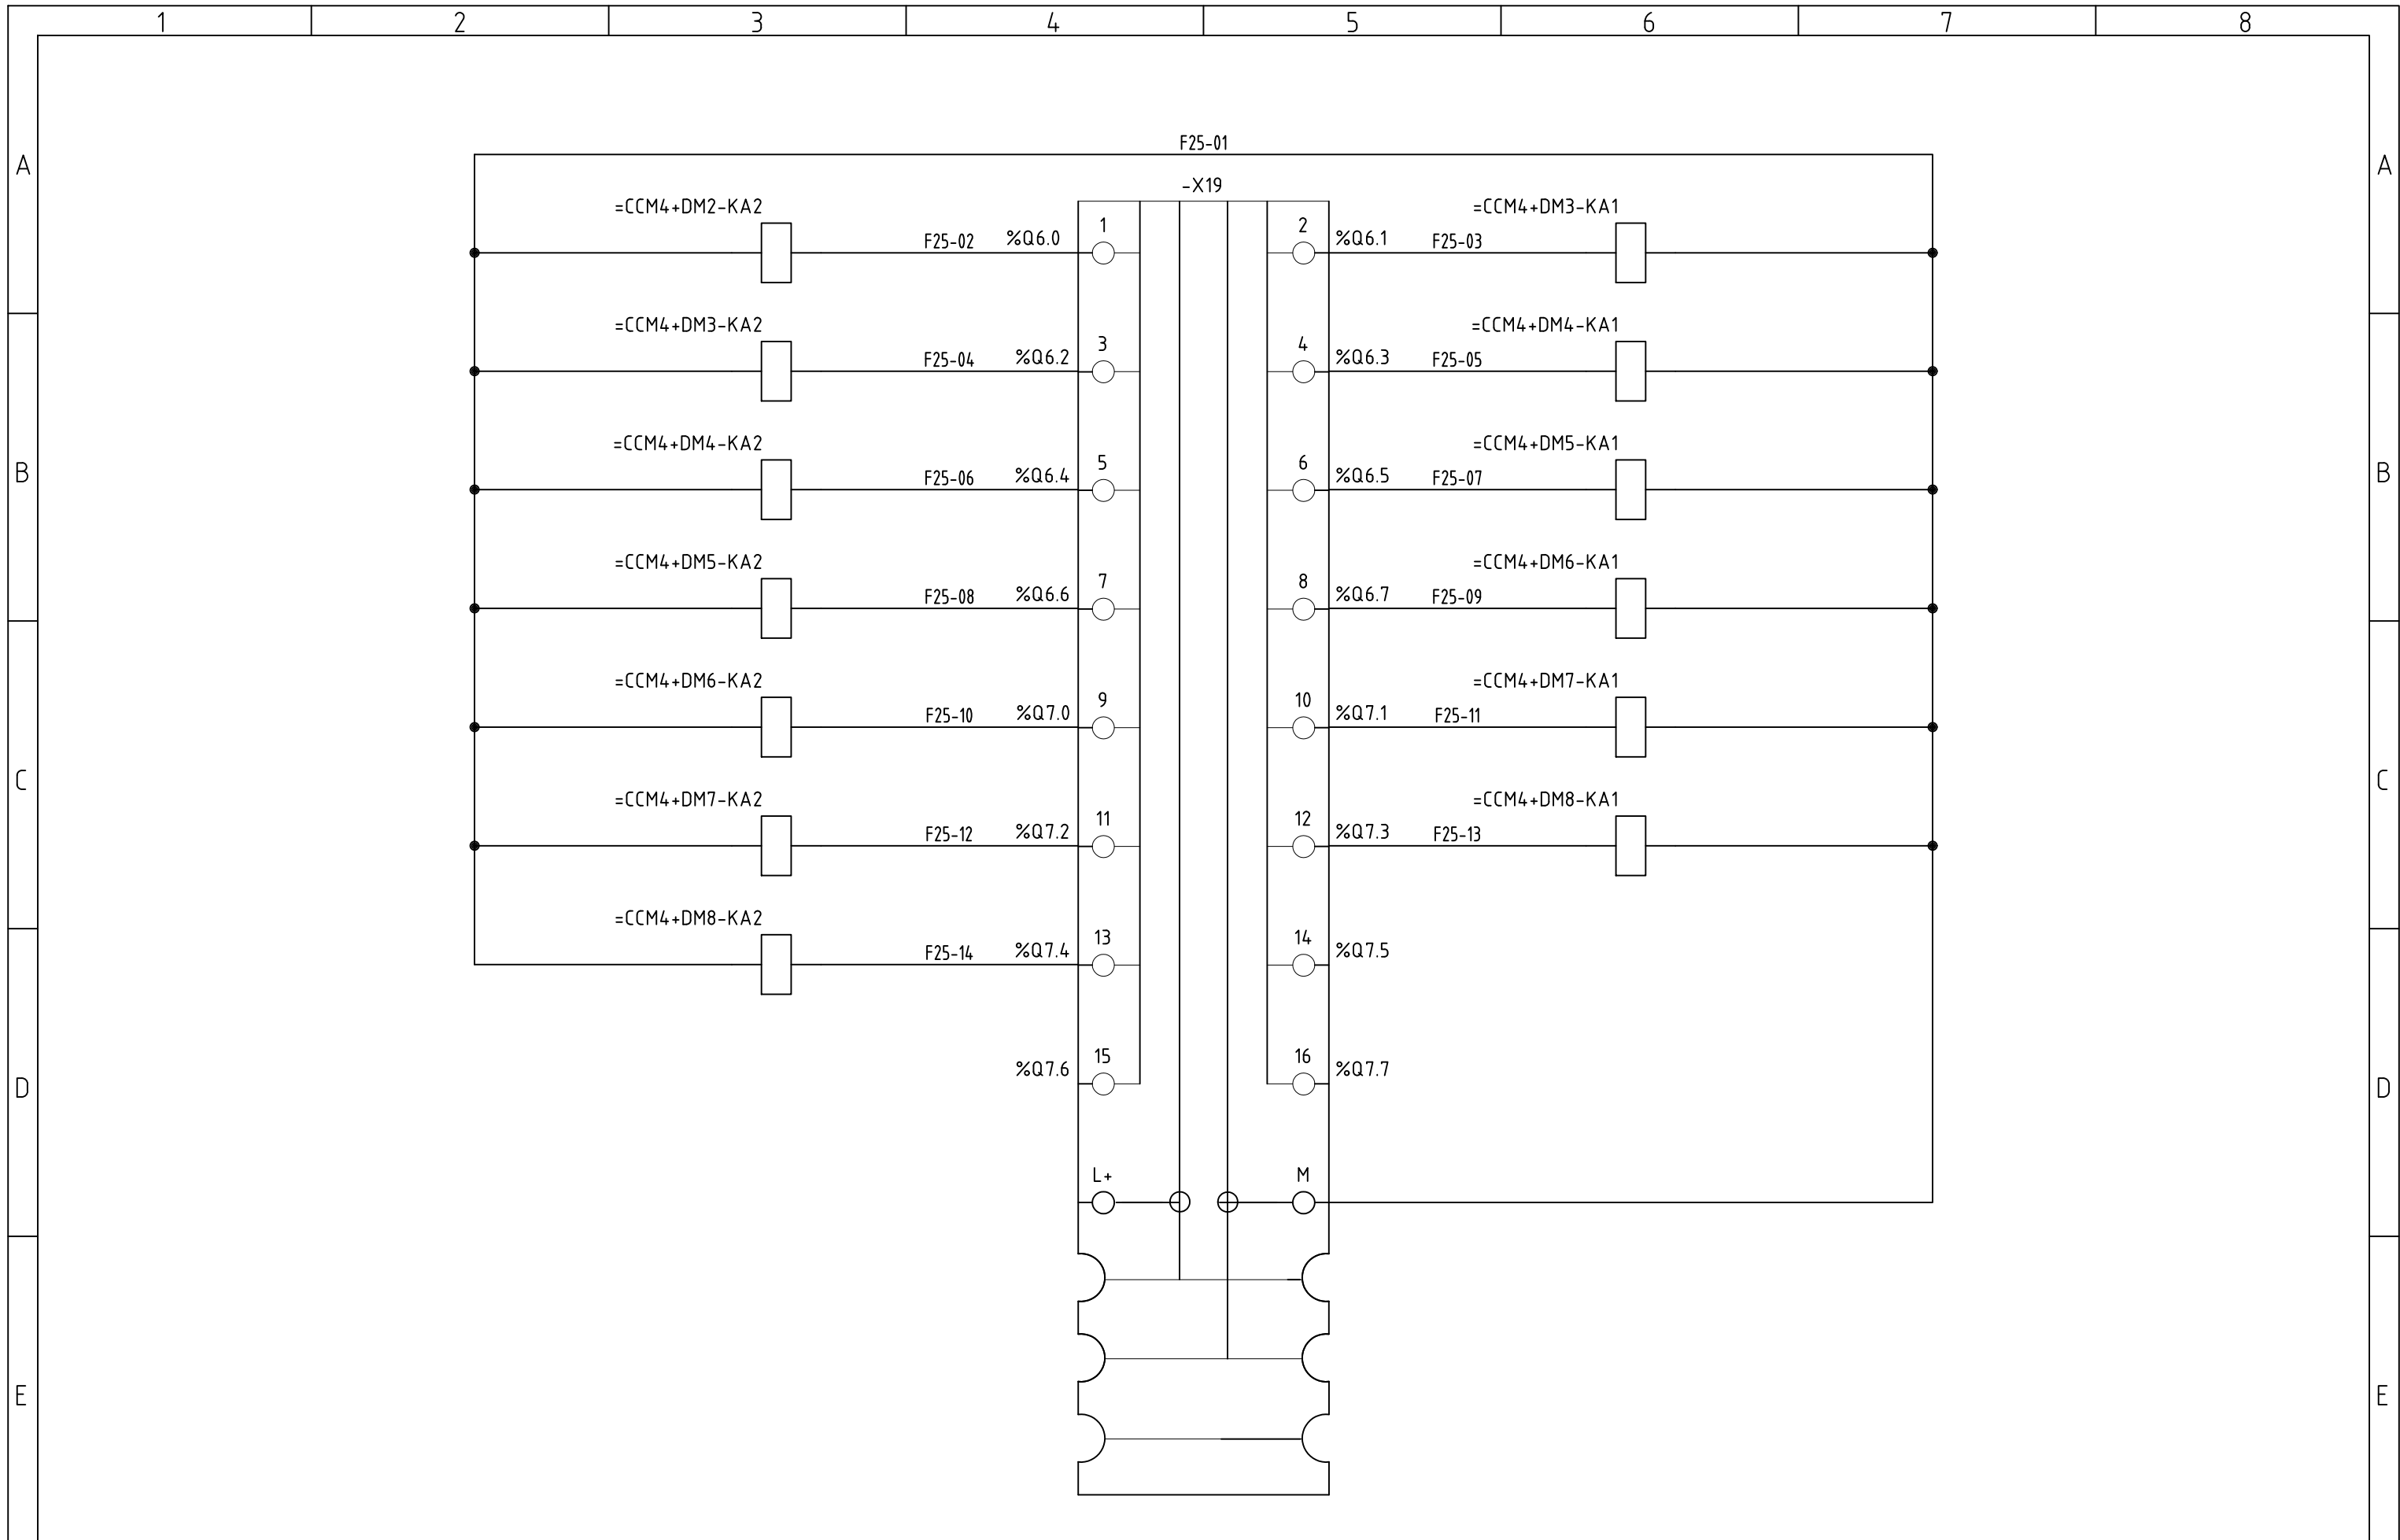 1 2 3 4 5 6 7 8
A A
F25-01
-X19
=CCM4+DM2-KA2 =CCM4+DM3-KA1
F25-02 %Q6.0 1 2 %Q6.1 F25-03
=CCM4+DM3-KA2 =CCM4+DM4-KA1
F25-04 %Q6.2 3 4 %Q6.3 F25-05
=CCM4+DM4-KA2 =CCM4+DM5-KA1
B B
F25-06 %Q6.4 5 6 %Q6.5 F25-07
=CCM4+DM5-KA2 =CCM4+DM6-KA1
F25-08 %Q6.6 7 8 %Q6.7 F25-09
=CCM4+DM6-KA2 =CCM4+DM7-KA1
F25-10 %Q7.0 9 10 %Q7.1 F25-11
C C
=CCM4+DM7-KA2 =CCM4+DM8-KA1
F25-12 %Q7.2 11 12 %Q7.3 F25-13
=CCM4+DM8-KA2
F25-14 %Q7.4 13 14 %Q7.5
%Q7.6 15 16 %Q7.7
D D
L+ M
E E